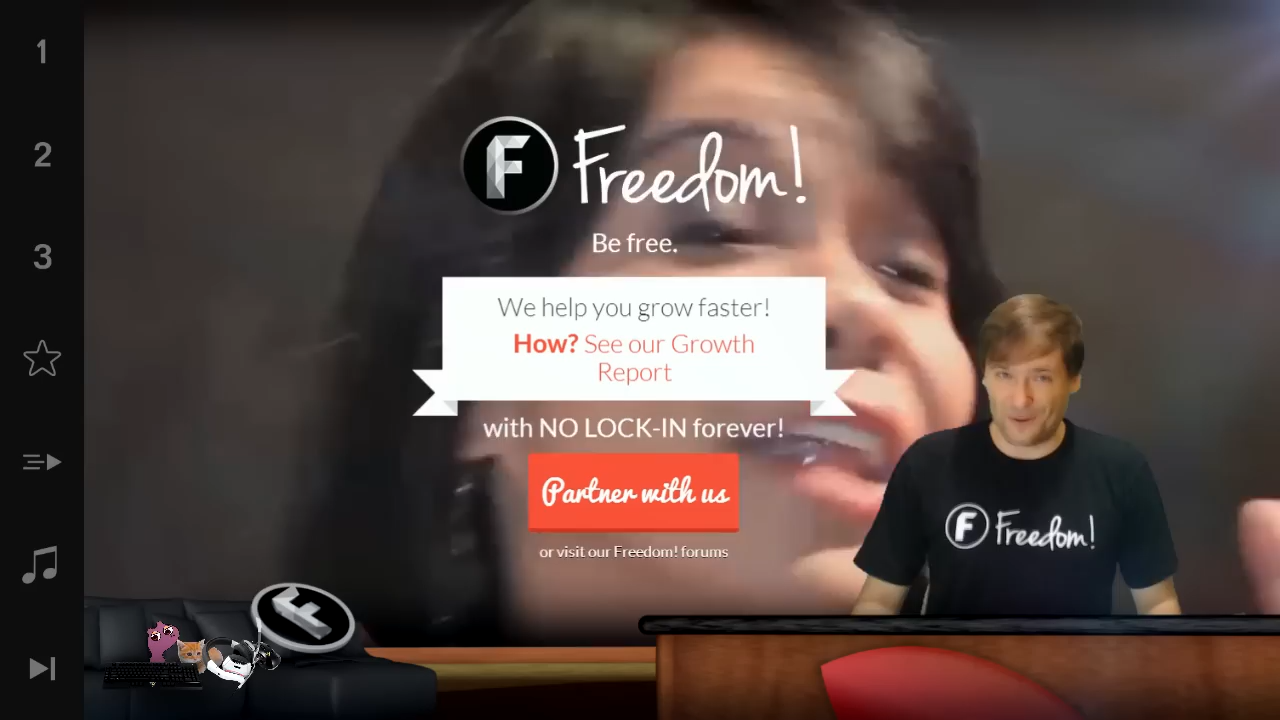 1
2
3
F Freedom!
Be free.
We help you grow faster!
How? See our Growth
Report
with NO LOCK-IN forever!
Partner with us
or visit our Freedom! forums
F Freedom!
F